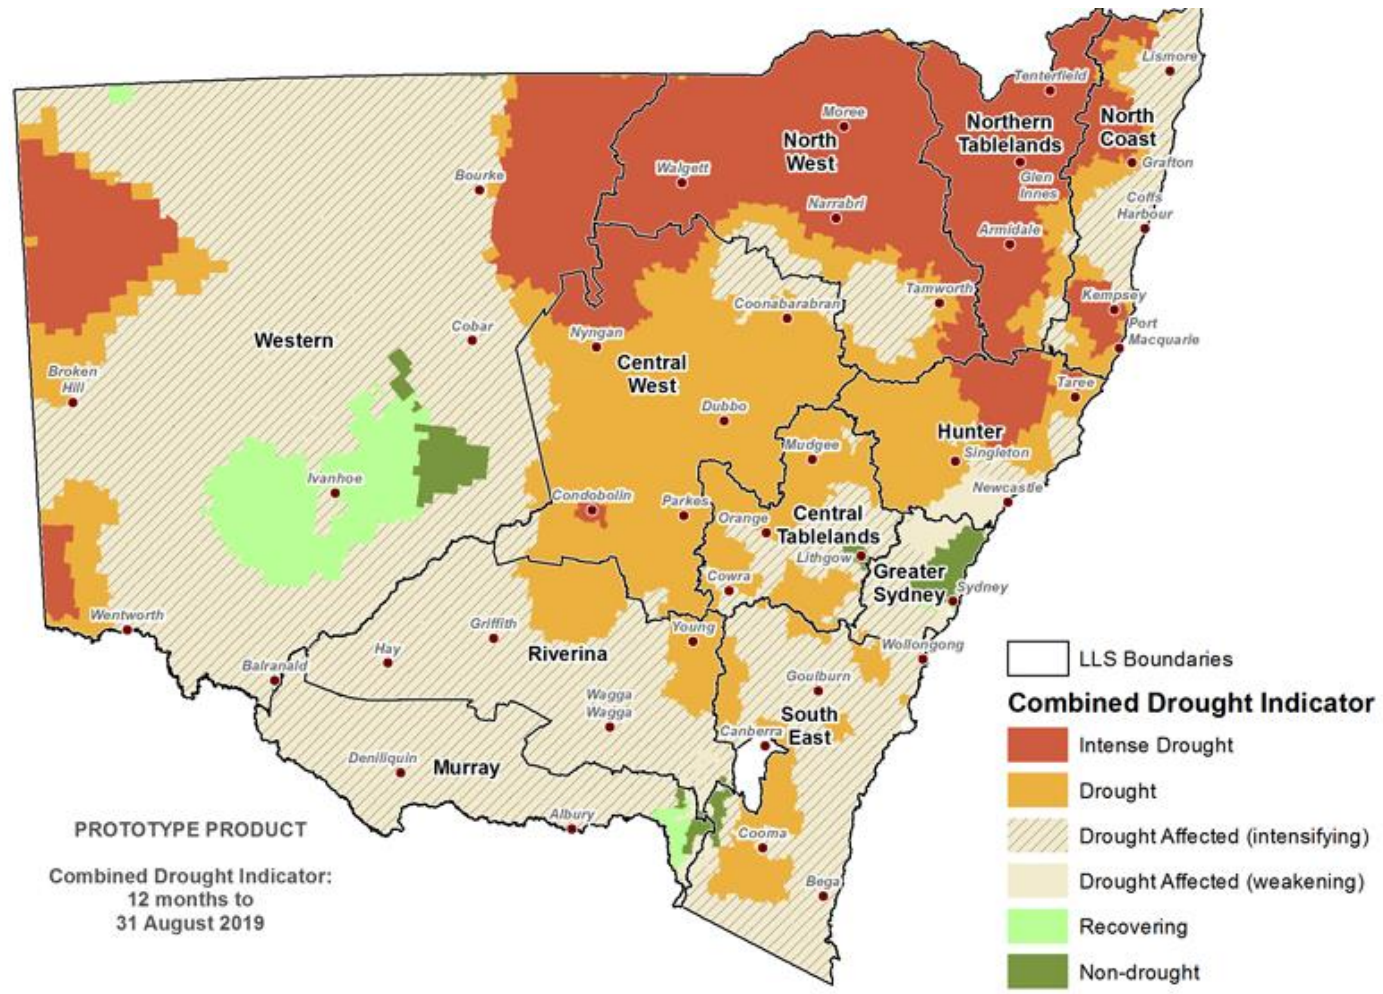 Lismore
Tenterfield
Moree
North
Coast
Northern
Tablelands
North
West
Grafton
Walgett
Glen
Innes
Bourke
Coffs
Harbour
Narrabri
Armidale
Tamworth
Kempsey
Coonabarabran
Port
Macquarie
Cobar
Nyngan
Western
Central
West
Broken
Hill
Taree
Dubbo
Hunter
Mudgee
Singleton
Ivanhoe
Newcastle
Condobolin
Parkes
Orange
Central
Tablelands
Lithgow
Greater
Sydney
Cowra
Sydney
Wentworth
Griffith
Young
Hay
Riverina
Wollongong
Balranald
Goulburn
Wagga
Wagga
South
East
Canberra
Deniliquin
Murray
Albury
Cooma
Bega
PROTOTYPE PRODUCT
Combined Drought Indicator:
12 months to
31 August 2019
LLS Boundaries
Combined Drought Indicator
Intense Drought
Drought
Drought Affected (intensifying)
Drought Affected (weakening)
Recovering
Non-drought